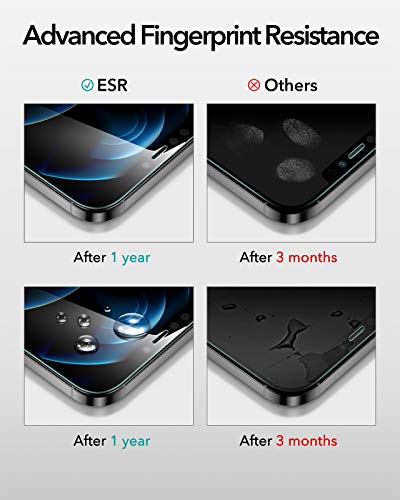 Advanced Fingerprint Resistance
ESR
Others
After 1 year
After 3 months
After 1 year
After 3 months